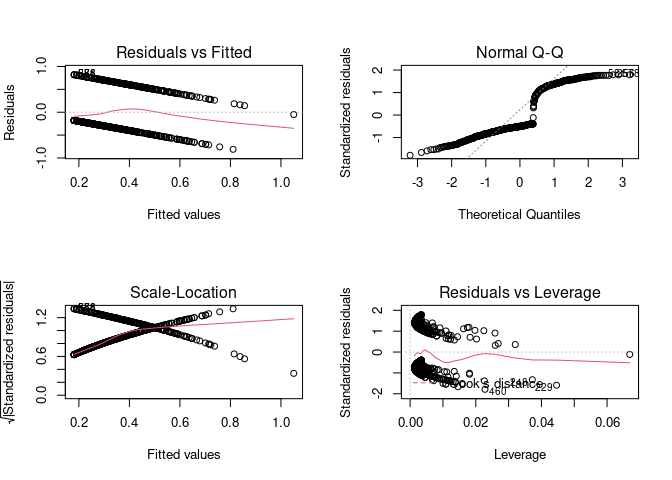 Residuals vs Fitted
Residuals
-1.0 0.0 1.0
0.2 0.4 0.6 0.8 1.0
Fitted values
Normal Q-Q
Standardized residuals
-1 0 1 2
-3 -2 -1 0 1 2 3
Theoretical Quantiles
Scale-Location
√|Standardized residuals|
0.0 0.6 1.2
0.2 0.4 0.6 0.8 1.0
Fitted values
Residuals vs Leverage
Standardized residuals
-2 0 2
Cook's distance
460
229
0.00 0.02 0.04 0.06
Leverage